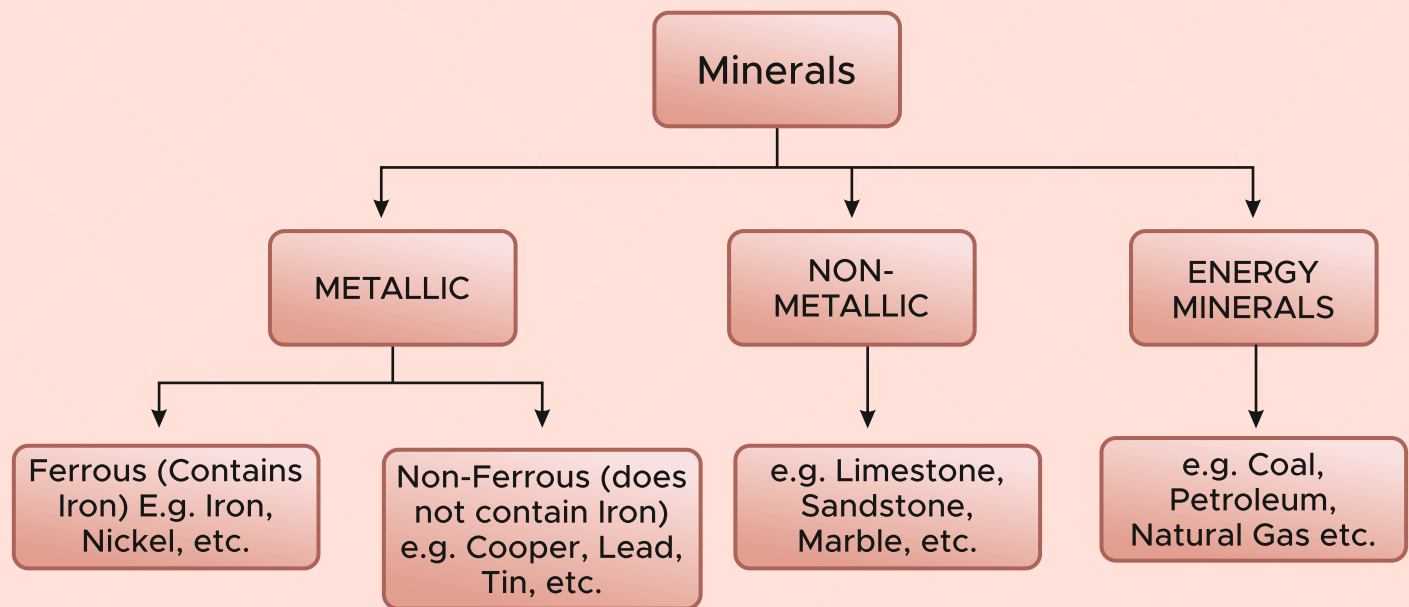 Minerals
METALLIC
NON-
METALLIC
ENERGY
MINERALS
Ferrous (Contains
Iron) E.g. Iron,
Nickel, etc.
Non-Ferrous (does
not contain Iron)
e.g. Cooper, Lead,
Tin, etc.
e.g. Limestone,
Sandstone,
Marble, etc.
e.g. Coal,
Petroleum,
Natural Gas etc.